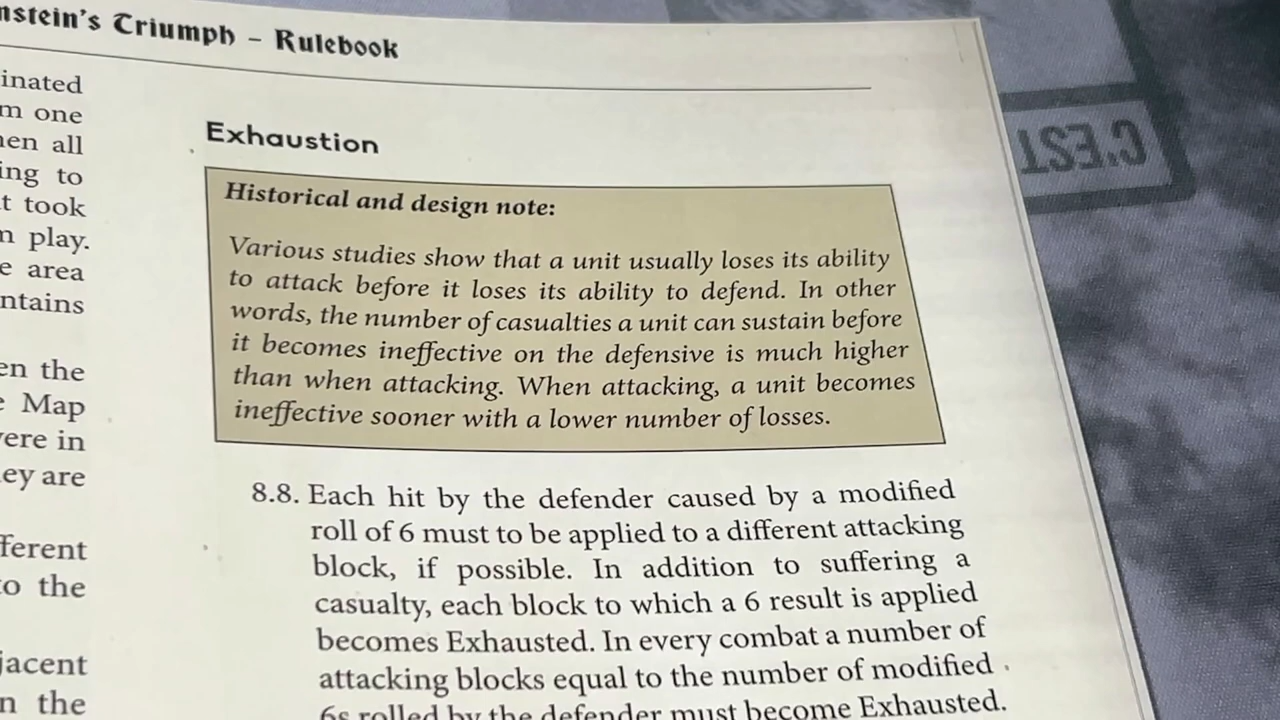 nstein's Triumph – Rulebook
inated
m one
en all
ing to
t took
n play.
e area
ntains
en the
e Map
ere in
ey are
fferent
to the
jacent
n the
Exhaustion
Historical and design note:
Various studies show that a unit usually loses its ability
to attack before it loses its ability to defend. In other
words, the number of casualties a unit can sustain before
it becomes ineffective on the defensive is much higher
than when attacking. When attacking, a unit becomes
ineffective sooner with a lower number of losses.
8.8. Each hit by the defender caused by a modified
roll of 6 must to be applied to a different attacking
block, if possible. In addition to suffering a
casualty, each block to which a 6 result is applied
becomes Exhausted. In every combat a number of
attacking blocks equal to the number of modified
6s rolled by the defender must become Exhausted.
C'EST